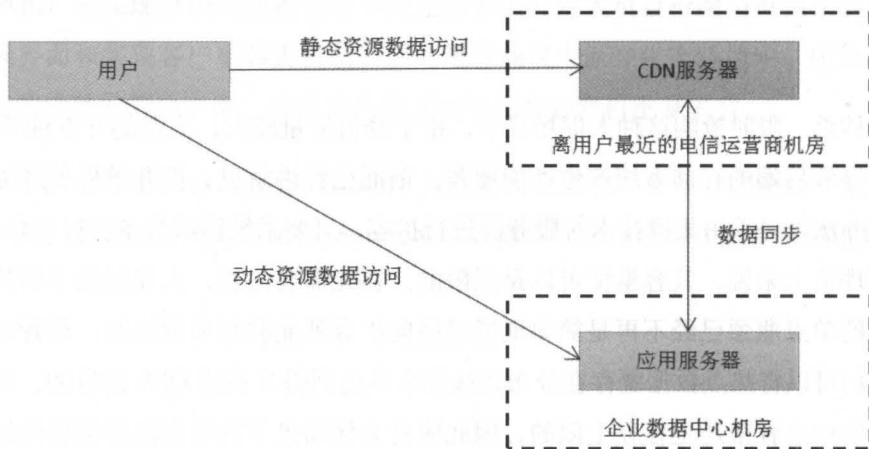 静态资源数据访问
用户
CDN服务器
离用户最近的电信运营商机房
数据同步
动态资源数据访问
应用服务器
企业数据中心机房